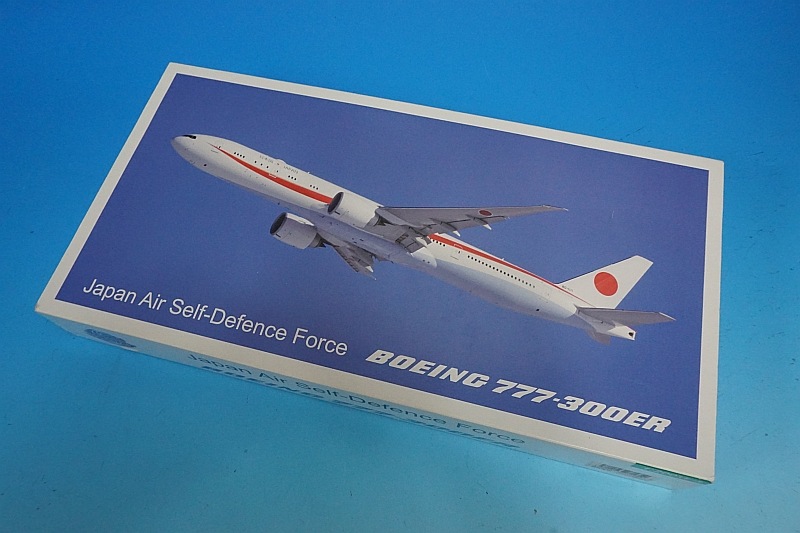 Japan Air Self-Defence Force
BOEING 777-300ER
Japan Air Self-Defence Force